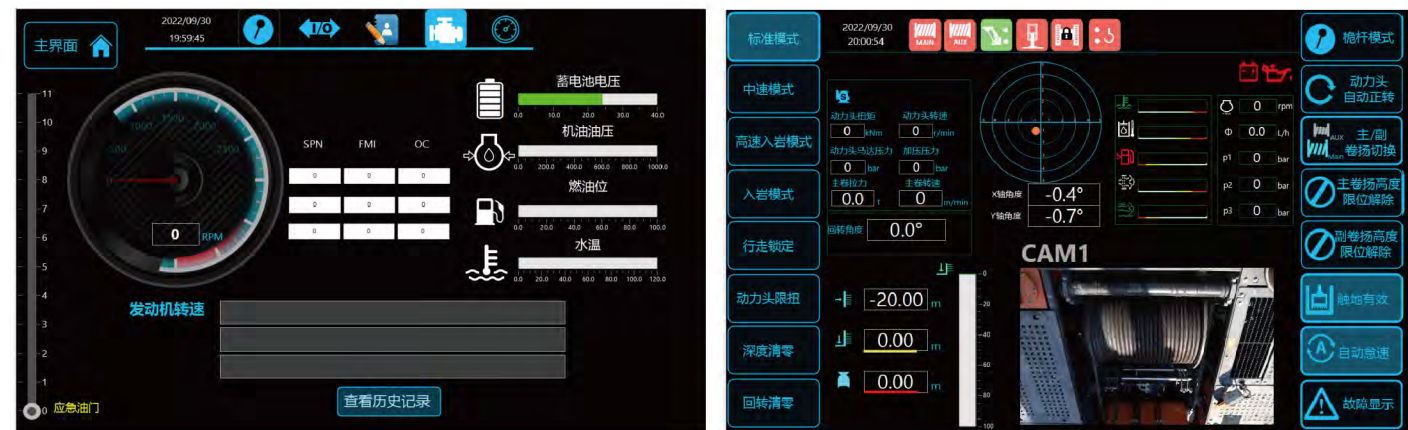 主界面
2022/09/30
19:59:45
I/O
11
10
9
8
7
6
5
4
3
2
1
0
应急油门
500
1000
1500
2000
0
RPM
发动机转速
SPN FMI OC
0 0 0
0 0 0
0 0 0
蓄电池电压
0.0 10.0 20.0 30.0 40.0
机油油压
0.0 200.0 400.0 600.0 800.0 1000.0
燃油位
0.0 20.0 40.0 60.0 80.0 100.0
水温
0.0 20.0 40.0 60.0 80.0 100.0 120.0
查看历史记录
标准模式
中速模式
高速入岩模式
入岩模式
行走锁定
动力头限扭
深度清零
回转清零
2022/09/30
20:00:54
MAIN
AUX
动力头扭矩 动力头转速
0 kNm 0 r/min
动力头马达压力 加压压力
0 bar 0 bar
主卷拉力 主卷转速
0.0 t 0 m/min
回转角度 0.0°
X轴角度 -0.4°
Y轴角度 -0.7°
0 rpm
Φ 0.0 L/h
p1 0 bar
p2 0 bar
p3 0 bar
-20.00 m
0.00 m
0.00 m
0
-20
-40
-60
-80
-100
CAM1
桅杆模式
动力头
自动正转
AUX
Main
主/副
卷扬切换
主卷扬高度
限位解除
副卷扬高度
限位解除
触地有效
A
自动怠速
故障显示